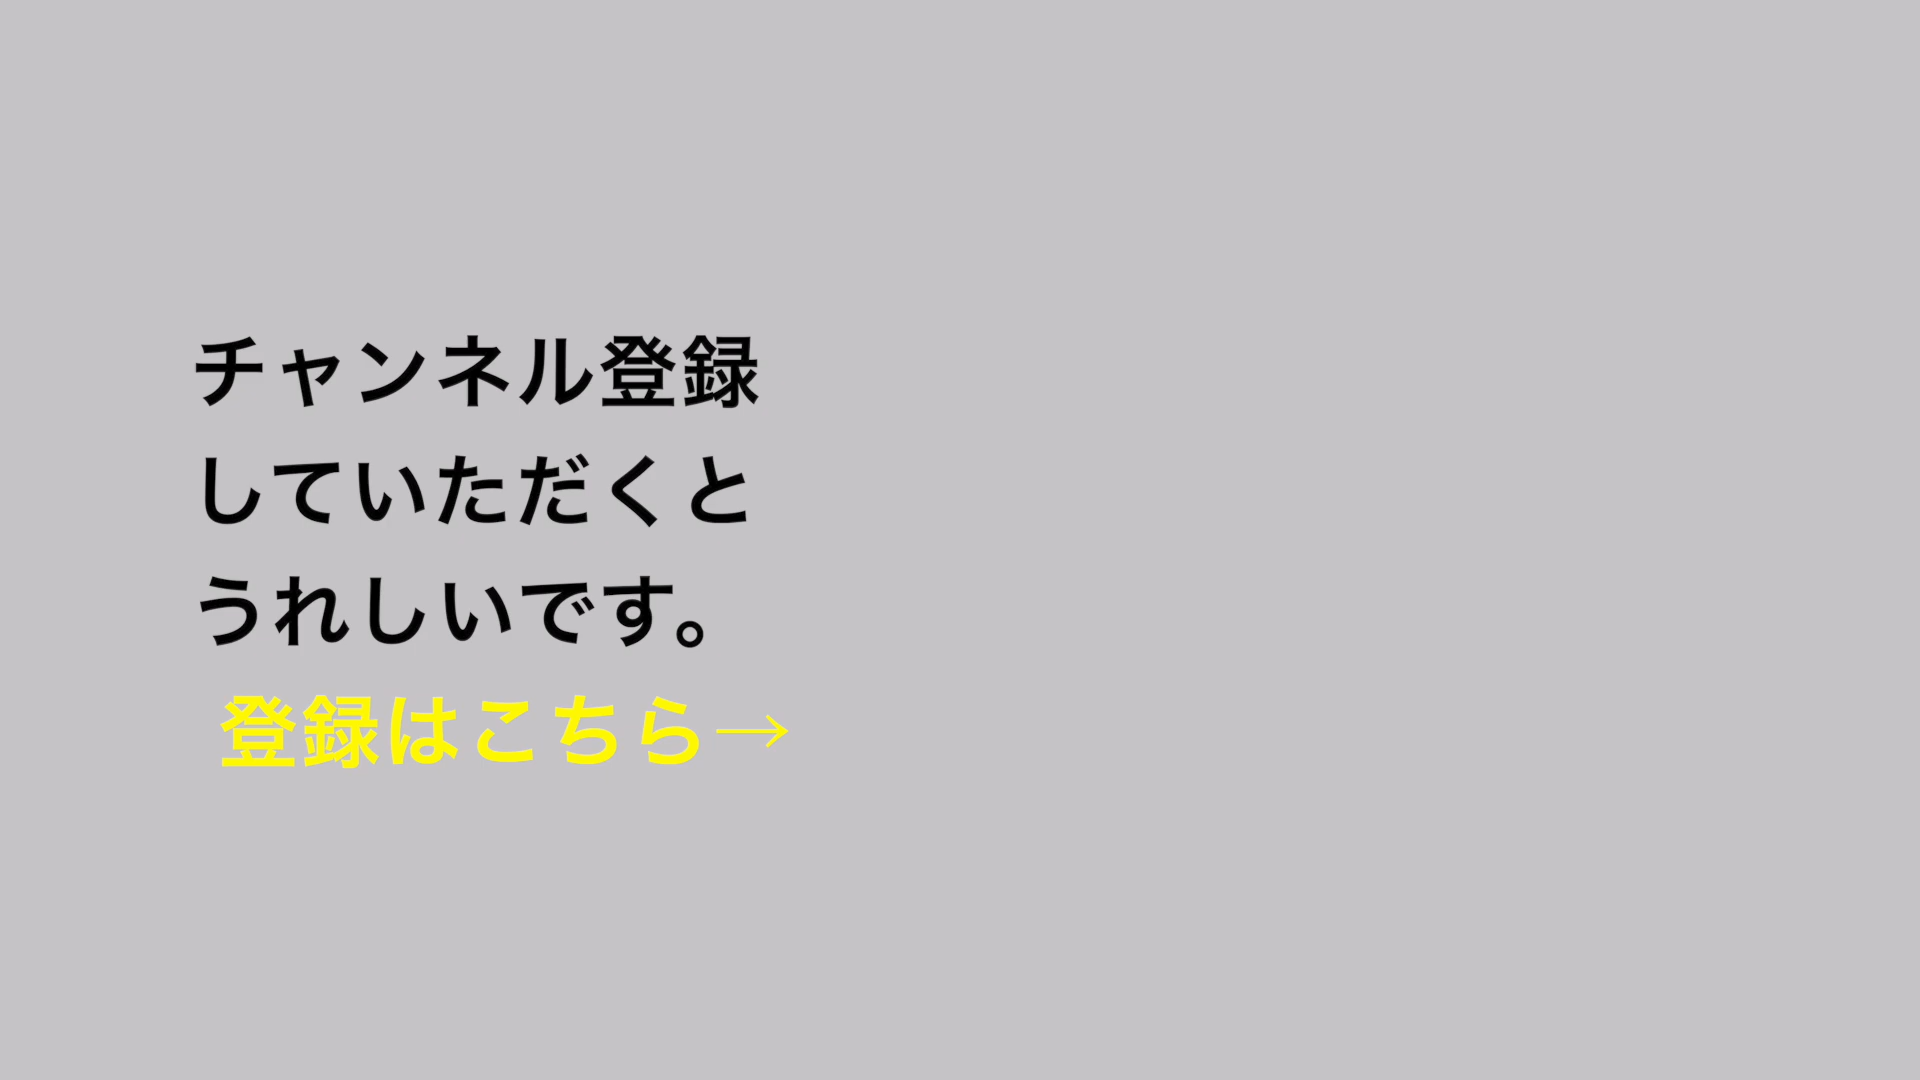 チャンネル登録
していただくと
うれしいです。
登録はこちら→